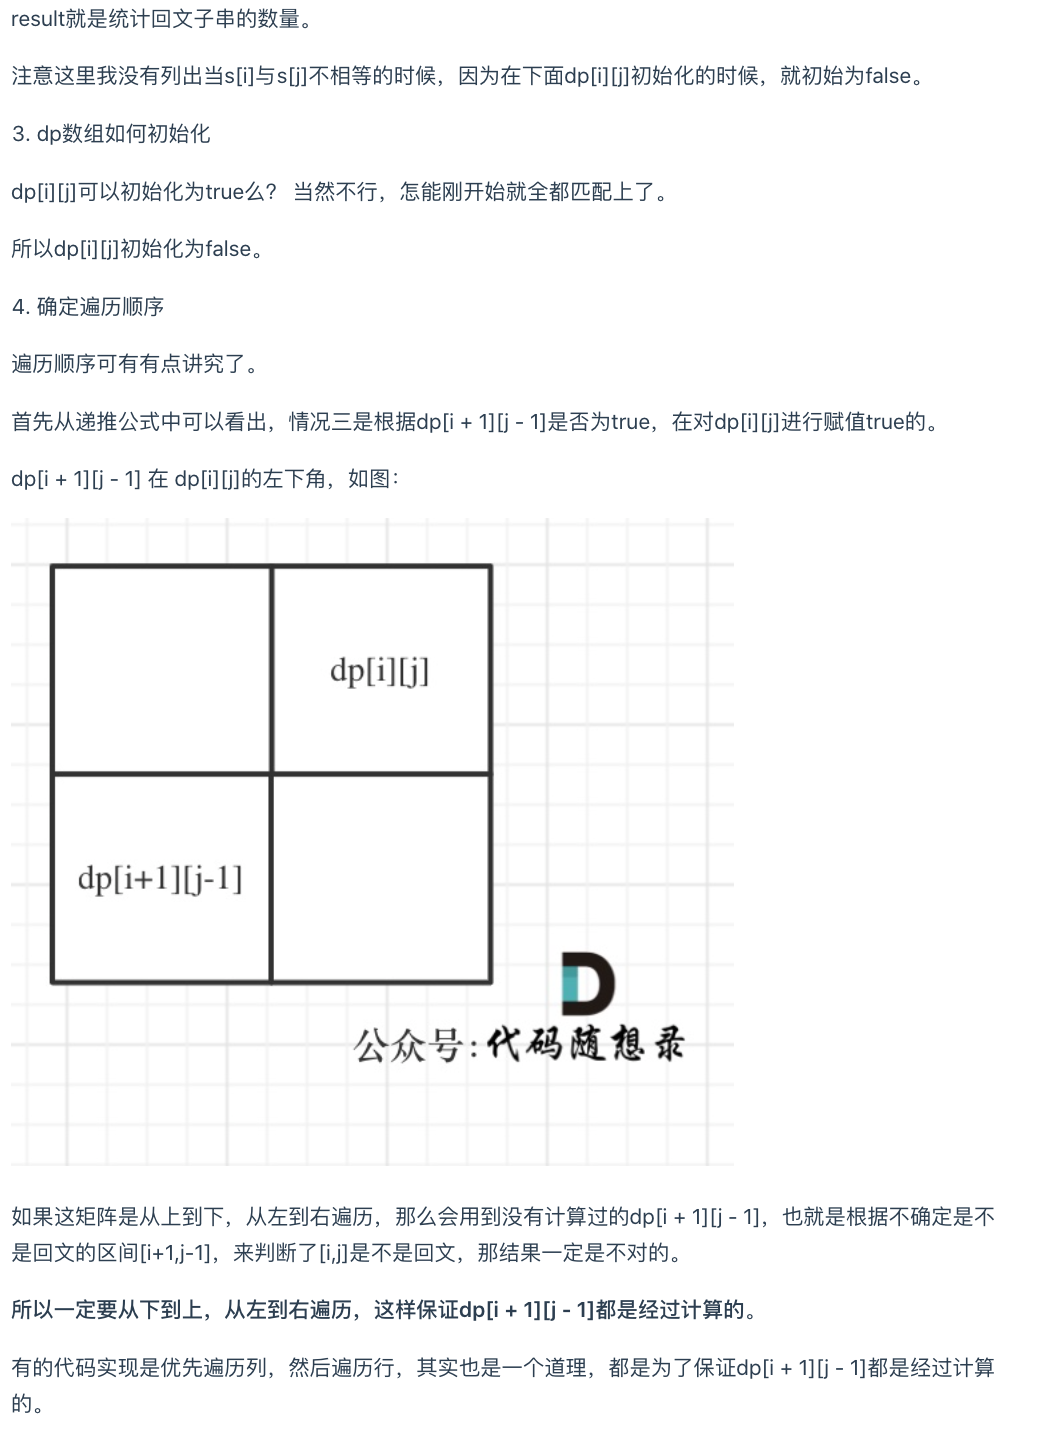 result就是统计回文子串的数量。
注意这里我没有列出当s[i]与s[j]不相等的时候，因为在下面dp[i][j]初始化的时候，就初始为false。
3. dp数组如何初始化
dp[i][j]可以初始化为true么？ 当然不行，怎能刚开始就全都匹配上了。
所以dp[i][j]初始化为false。
4. 确定遍历顺序
遍历顺序可有有点讲究了。
首先从递推公式中可以看出，情况三是根据dp[i + 1][j - 1]是否为true，在对dp[i][j]进行赋值true的。
dp[i + 1][j - 1] 在 dp[i][j]的左下角，如图：
dp[i][j]
dp[i+1][j-1]
公众号:代码随想录
如果这矩阵是从上到下，从左到右遍历，那么会用到没有计算过的dp[i + 1][j - 1]，也就是根据不确定是不
是回文的区间[i+1,j-1]，来判断了[i,j]是不是回文，那结果一定是不对的。
所以一定要从下到上，从左到右遍历，这样保证dp[i + 1][j - 1]都是经过计算的。
有的代码实现是优先遍历列，然后遍历行，其实也是一个道理，都是为了保证dp[i + 1][j - 1]都是经过计算
的。